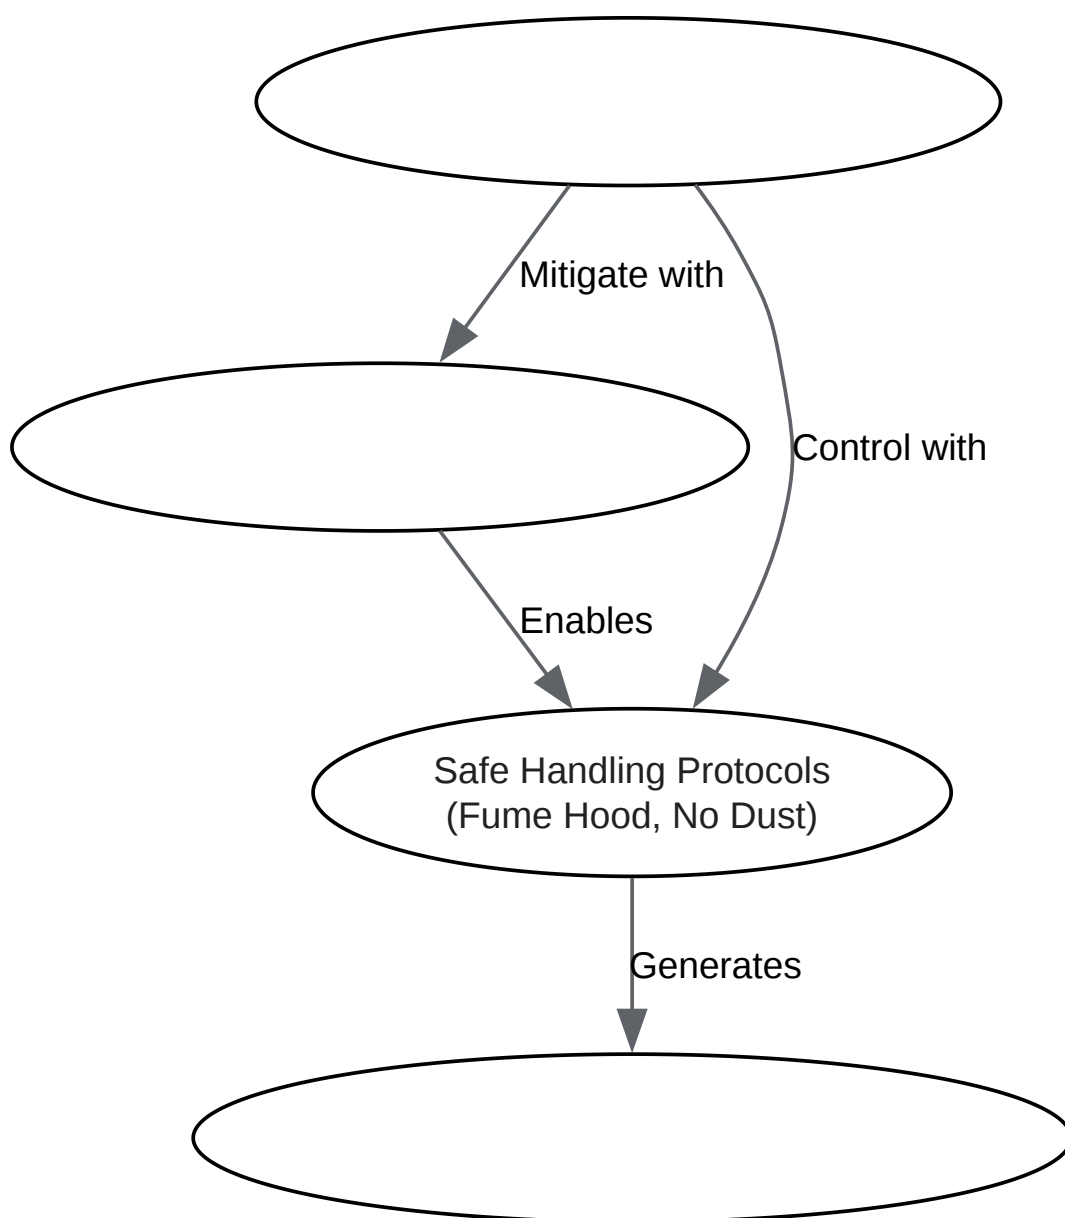 Mitigate with
Control with
Enables
Safe Handling Protocols
(Fume Hood, No Dust)
Generates